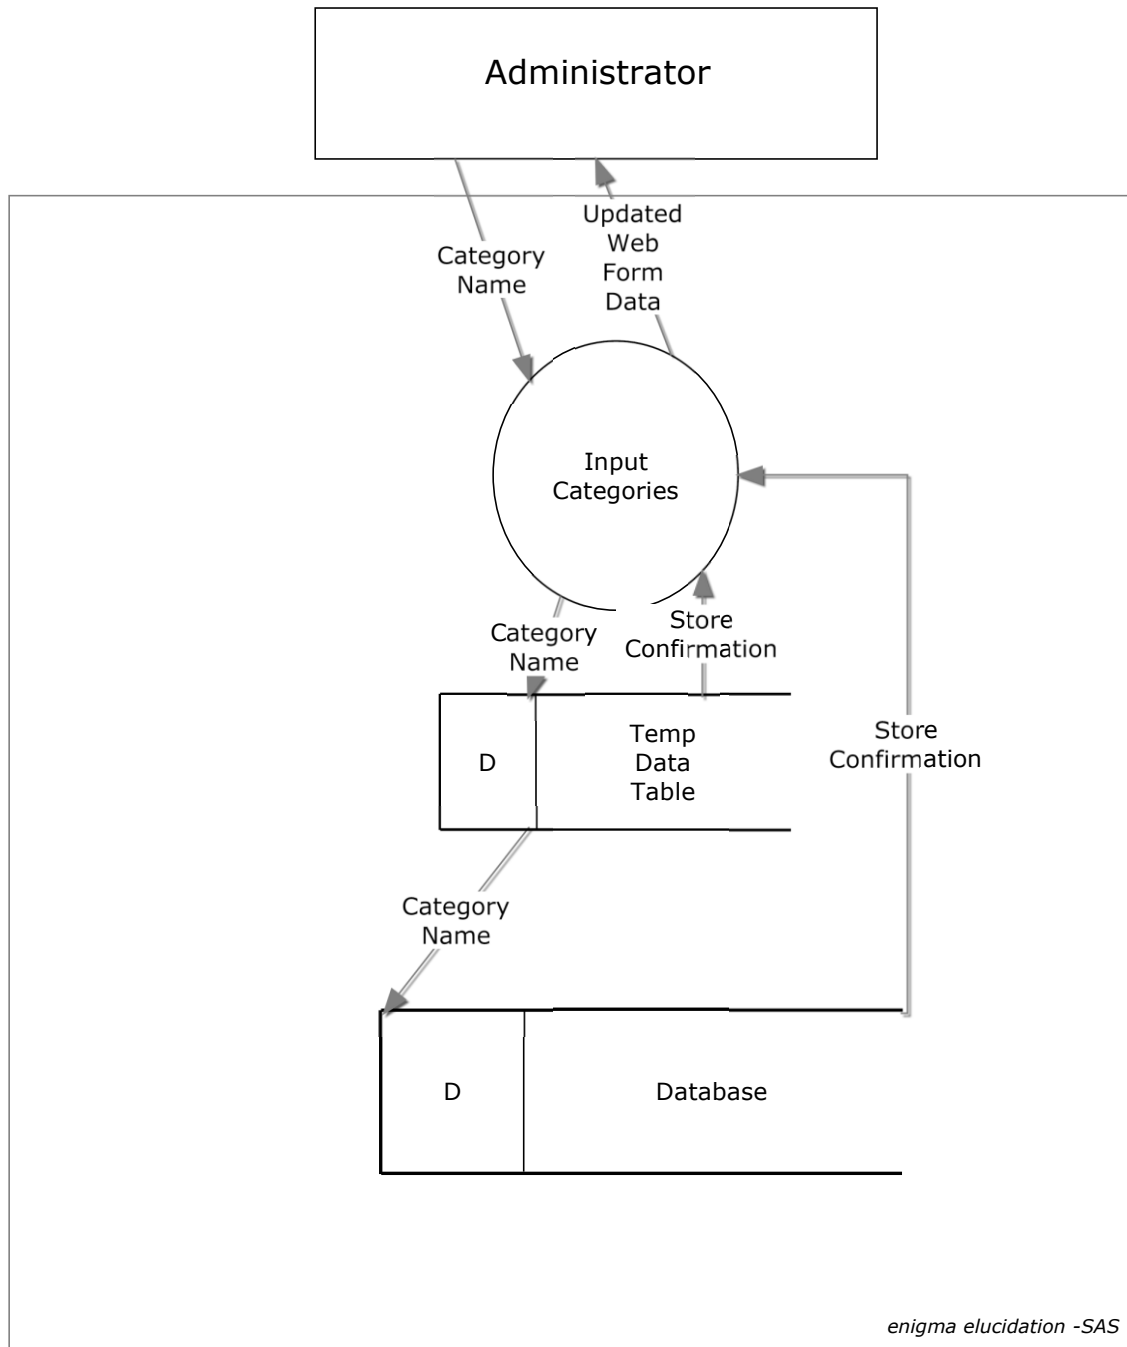 Administrator
Updated
Web
Form
Data
Category
Name
Input
Categories
Category
Name
Store
Confirmation
Temp
Data
Table
D
Store
Confirmation
Category
Name
D
Database
enigma elucidation -SAS